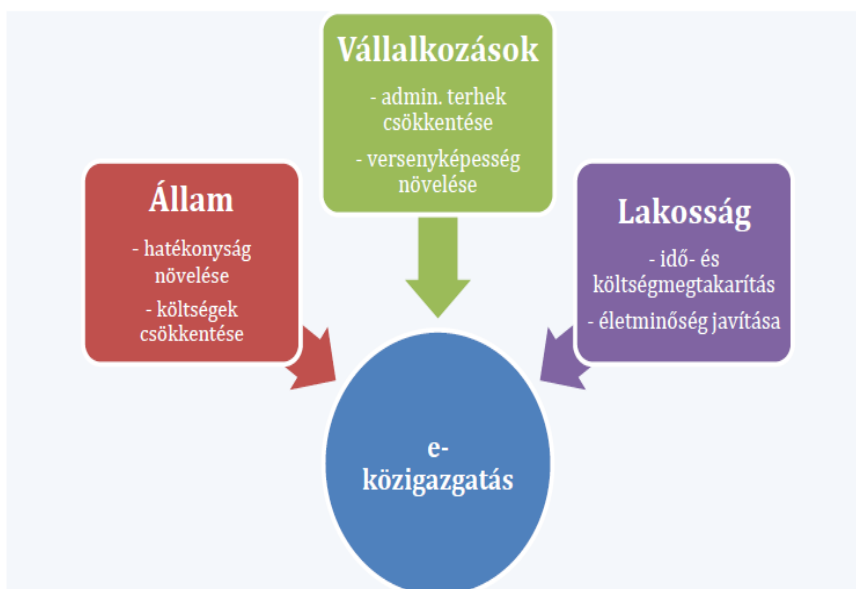 Vállalkozások
- admin. terhek
csökkentése
- versenyképesség
növelése
Állam
- hatékonyság
növelése
- költségek
csökkentése
Lakosság
- idő- és
költségmegtakarítás
- életminőség javítása
e-
közigazgatás